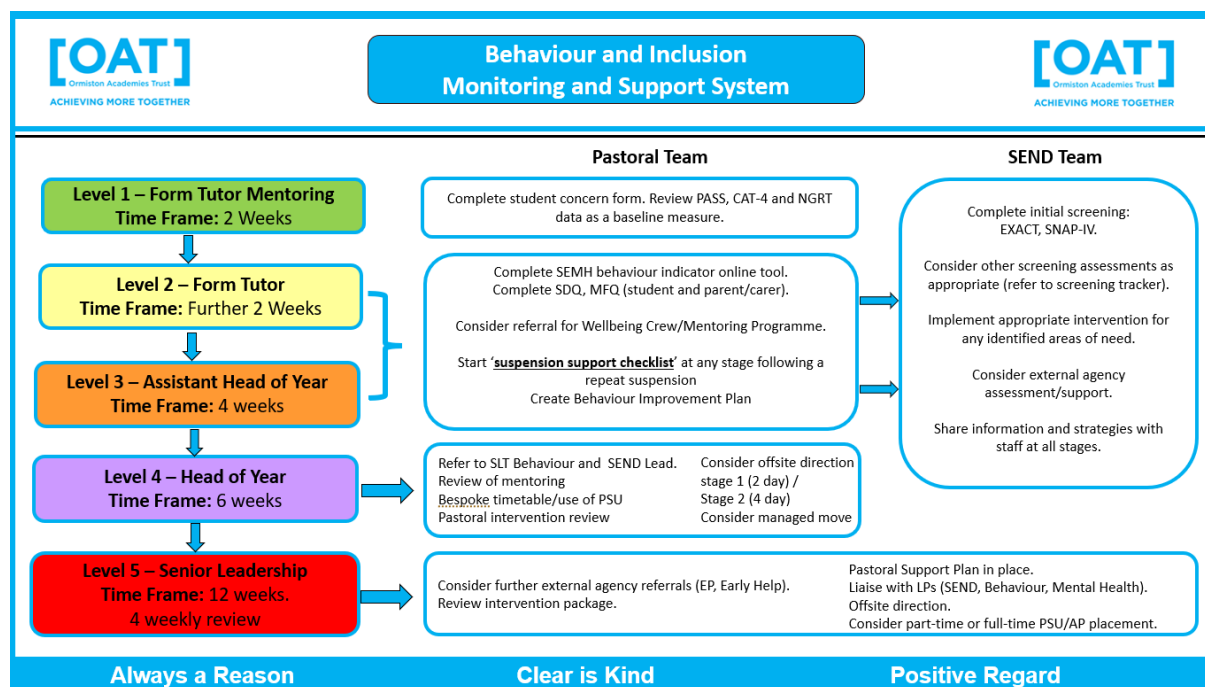 [OAT]
Ormiston Academies Trust
ACHIEVING MORE TOGETHER
Behaviour and Inclusion
Monitoring and Support System
[OAT]
Ormiston Academies Trust
ACHIEVING MORE TOGETHER
Pastoral Team
SEND Team
Level 1 – Form Tutor Mentoring
Time Frame: 2 Weeks
Complete student concern form. Review PASS, CAT-4 and NGRT
data as a baseline measure.
Level 2 – Form Tutor
Time Frame: Further 2 Weeks
Level 3 – Assistant Head of Year
Time Frame: 4 weeks
Complete SEMH behaviour indicator online tool.
Complete SDQ, MFQ (student and parent/carer).
Consider referral for Wellbeing Crew/Mentoring Programme.
Start ‘suspension support checklist’ at any stage following a
repeat suspension
Create Behaviour Improvement Plan
Complete initial screening:
EXACT, SNAP-IV.
Consider other screening assessments as
appropriate (refer to screening tracker).
Implement appropriate intervention for
any identified areas of need.
Consider external agency
assessment/support.
Share information and strategies with
staff at all stages.
Level 4 – Head of Year
Time Frame: 6 weeks
Refer to SLT Behaviour and SEND Lead.
Review of mentoring
Bespoke timetable/use of PSU
Pastoral intervention review
Consider offsite direction
stage 1 (2 day) /
Stage 2 (4 day)
Consider managed move
Level 5 – Senior Leadership
Time Frame: 12 weeks.
4 weekly review
Consider further external agency referrals (EP, Early Help).
Review intervention package.
Pastoral Support Plan in place.
Liaise with LPs (SEND, Behaviour, Mental Health).
Offsite direction.
Consider part-time or full-time PSU/AP placement.
Always a Reason
Clear is Kind
Positive Regard